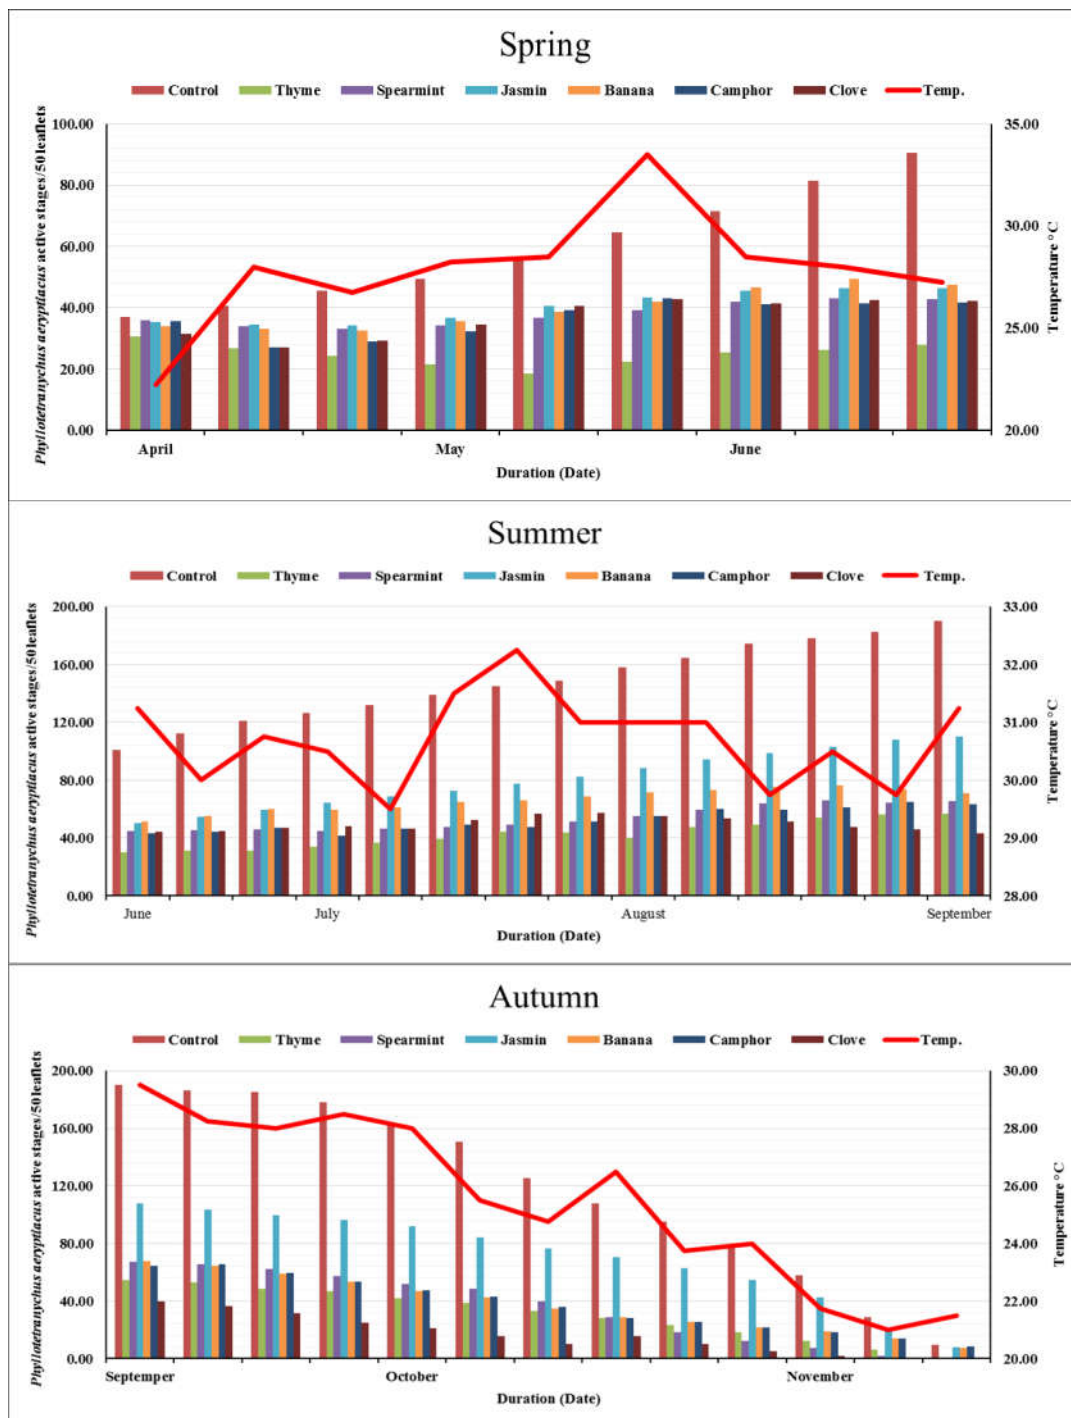 Spring
Control Thyme Spearmint Jasmin Banana Camphor Clove Temp.
Phyllotetranychus aeryptiacus active stages/50 leaflets
100.00
80.00
60.00
40.00
20.00
0.00
35.00
30.00
25.00
20.00
Temperature °C
April May June
Duration (Date)
Summer
Control Thyme Spearmint Jasmin Banana Camphor Clove Temp.
Phyllotetranychus aeryptiacus active stages/50 leaflets
200.00
160.00
120.00
80.00
40.00
0.00
33.00
32.00
31.00
30.00
29.00
28.00
Temperature °C
June July August September
Duration (Date)
Autumn
Control Thyme Spearmint Jasmin Banana Camphor Clove Temp.
Phyllotetranychus aeryptiacus active stages/50 leaflets
200.00
160.00
120.00
80.00
40.00
0.00
30.00
28.00
26.00
24.00
22.00
20.00
Temperature °C
Septemper October November
Duration (Date)